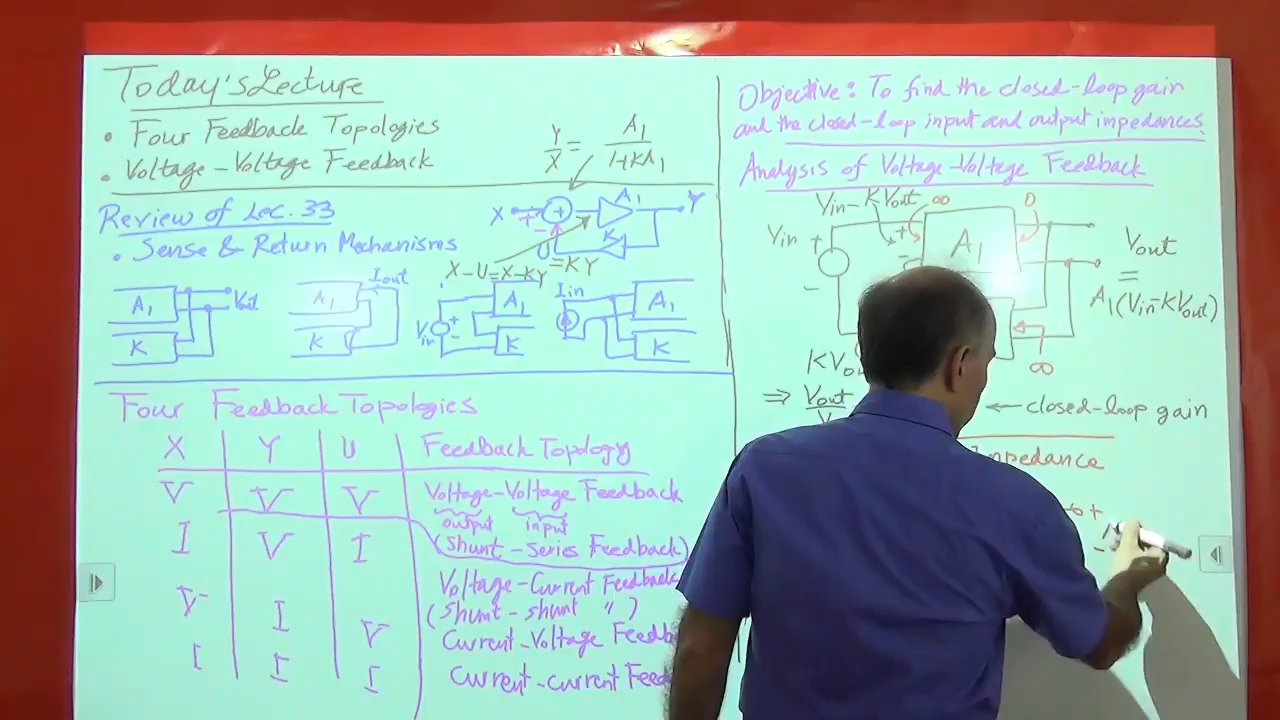 Today's Lecture
• Four Feedback Topologies
• Voltage-Voltage Feedback
Y/X = A1/(1+KA1)
Review of Lec. 33
• Sense & Return Mechanisms
X
+
+
-
A1
Y
K
U
=KY
X-U=X-KY
A1
K
Vout
A1
K
Iout
Vin
+
-
A1
K
Iin
A1
K
Four Feedback Topologies
X Y U Feedback Topology
V V V Voltage-Voltage Feedback
output input
(Shunt-Series Feedback)
I V I Voltage-Current Feedback
(Shunt-shunt ")
V I V Current-Voltage Feedb
I I I Current-current Feed
Objective: To find the closed-loop gain
and the closed-loop input and output impedances.
Analysis of Voltage-Voltage Feedback
Vin-KVout
∞
0
Vin
+
-
+
-
A1
Vout
=
A1(Vin-KVout)
∞
KVo
⇒ Vout
V
← closed-loop gain
Impedance
+
-